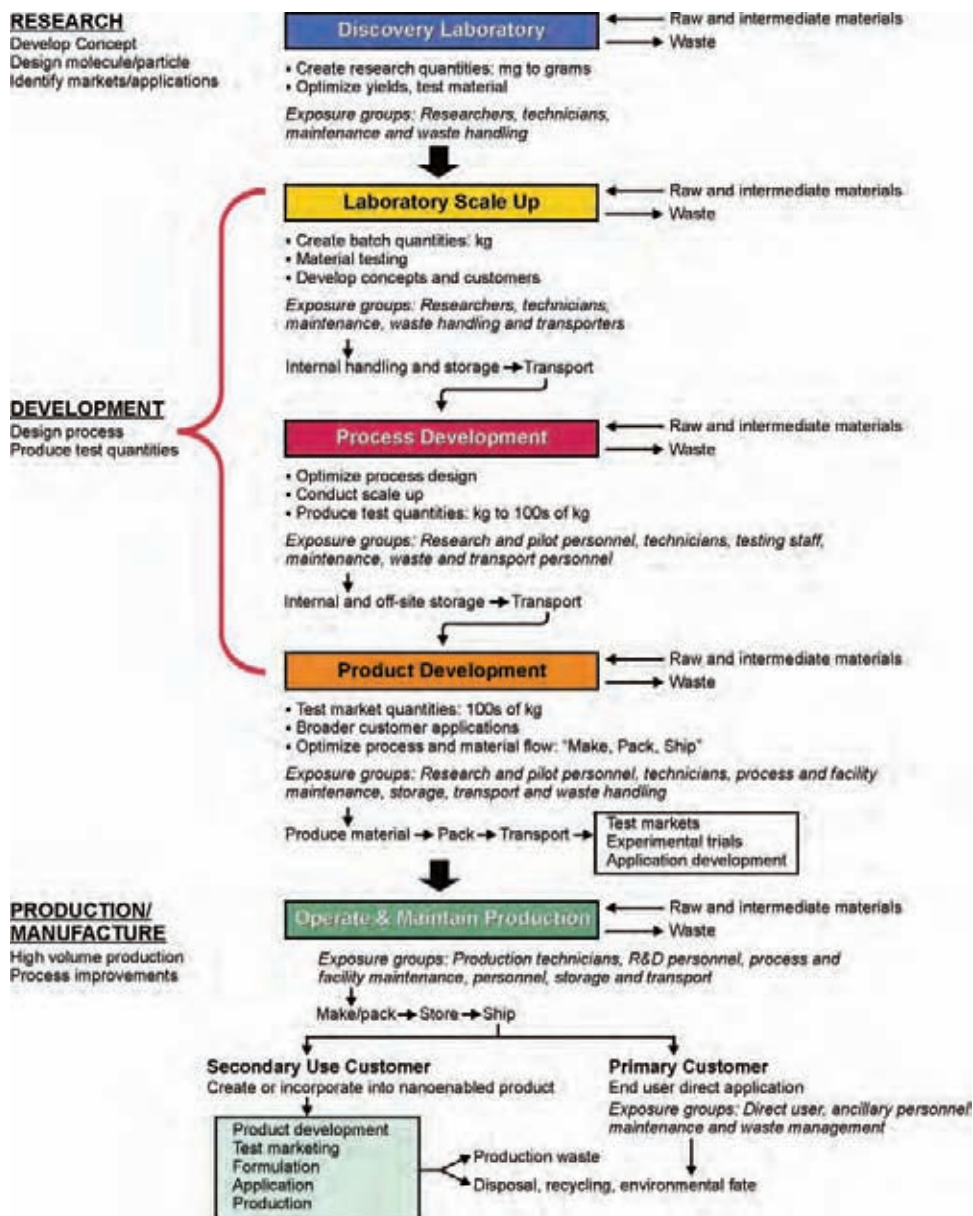 RESEARCH
Develop Concept
Design molecule/particle
Identify markets/applications
Discovery Laboratory
Raw and intermediate materials
Waste
• Create research quantities: mg to grams
• Optimize yields, test material
Exposure groups: Researchers, technicians,
maintenance and waste handling
Laboratory Scale Up
Raw and intermediate materials
Waste
• Create batch quantities: kg
• Material testing
• Develop concepts and customers
Exposure groups: Researchers, technicians,
maintenance, waste handling and transporters
Internal handling and storage Transport
DEVELOPMENT
Design process
Produce test quantities
Process Development
Raw and intermediate materials
Waste
• Optimize process design
• Conduct scale up
• Produce test quantities: kg to 100s of kg
Exposure groups: Research and pilot personnel, technicians, testing staff,
maintenance, waste and transport personnel
Internal and off-site storage Transport
Product Development
Raw and intermediate materials
Waste
• Test market quantities: 100s of kg
• Broader customer applications
• Optimize process and material flow: "Make, Pack, Ship"
Exposure groups: Research and pilot personnel, technicians, process and facility
maintenance, storage, transport and waste handling
Produce material Pack Transport
Test markets
Experimental trials
Application development
PRODUCTION/
MANUFACTURE
High volume production
Process improvements
Operate & Maintain Production
Raw and intermediate materials
Waste
Exposure groups: Production technicians, R&D personnel, process and
facility maintenance, personnel, storage and transport
Make/pack Store Ship
Secondary Use Customer
Create or incorporate into nanoenabled product
Product development
Test marketing
Formulation
Application
Production
Production waste
Disposal, recycling, environmental fate
Primary Customer
End user direct application
Exposure groups: Direct user, ancillary personnel
maintenance and waste management